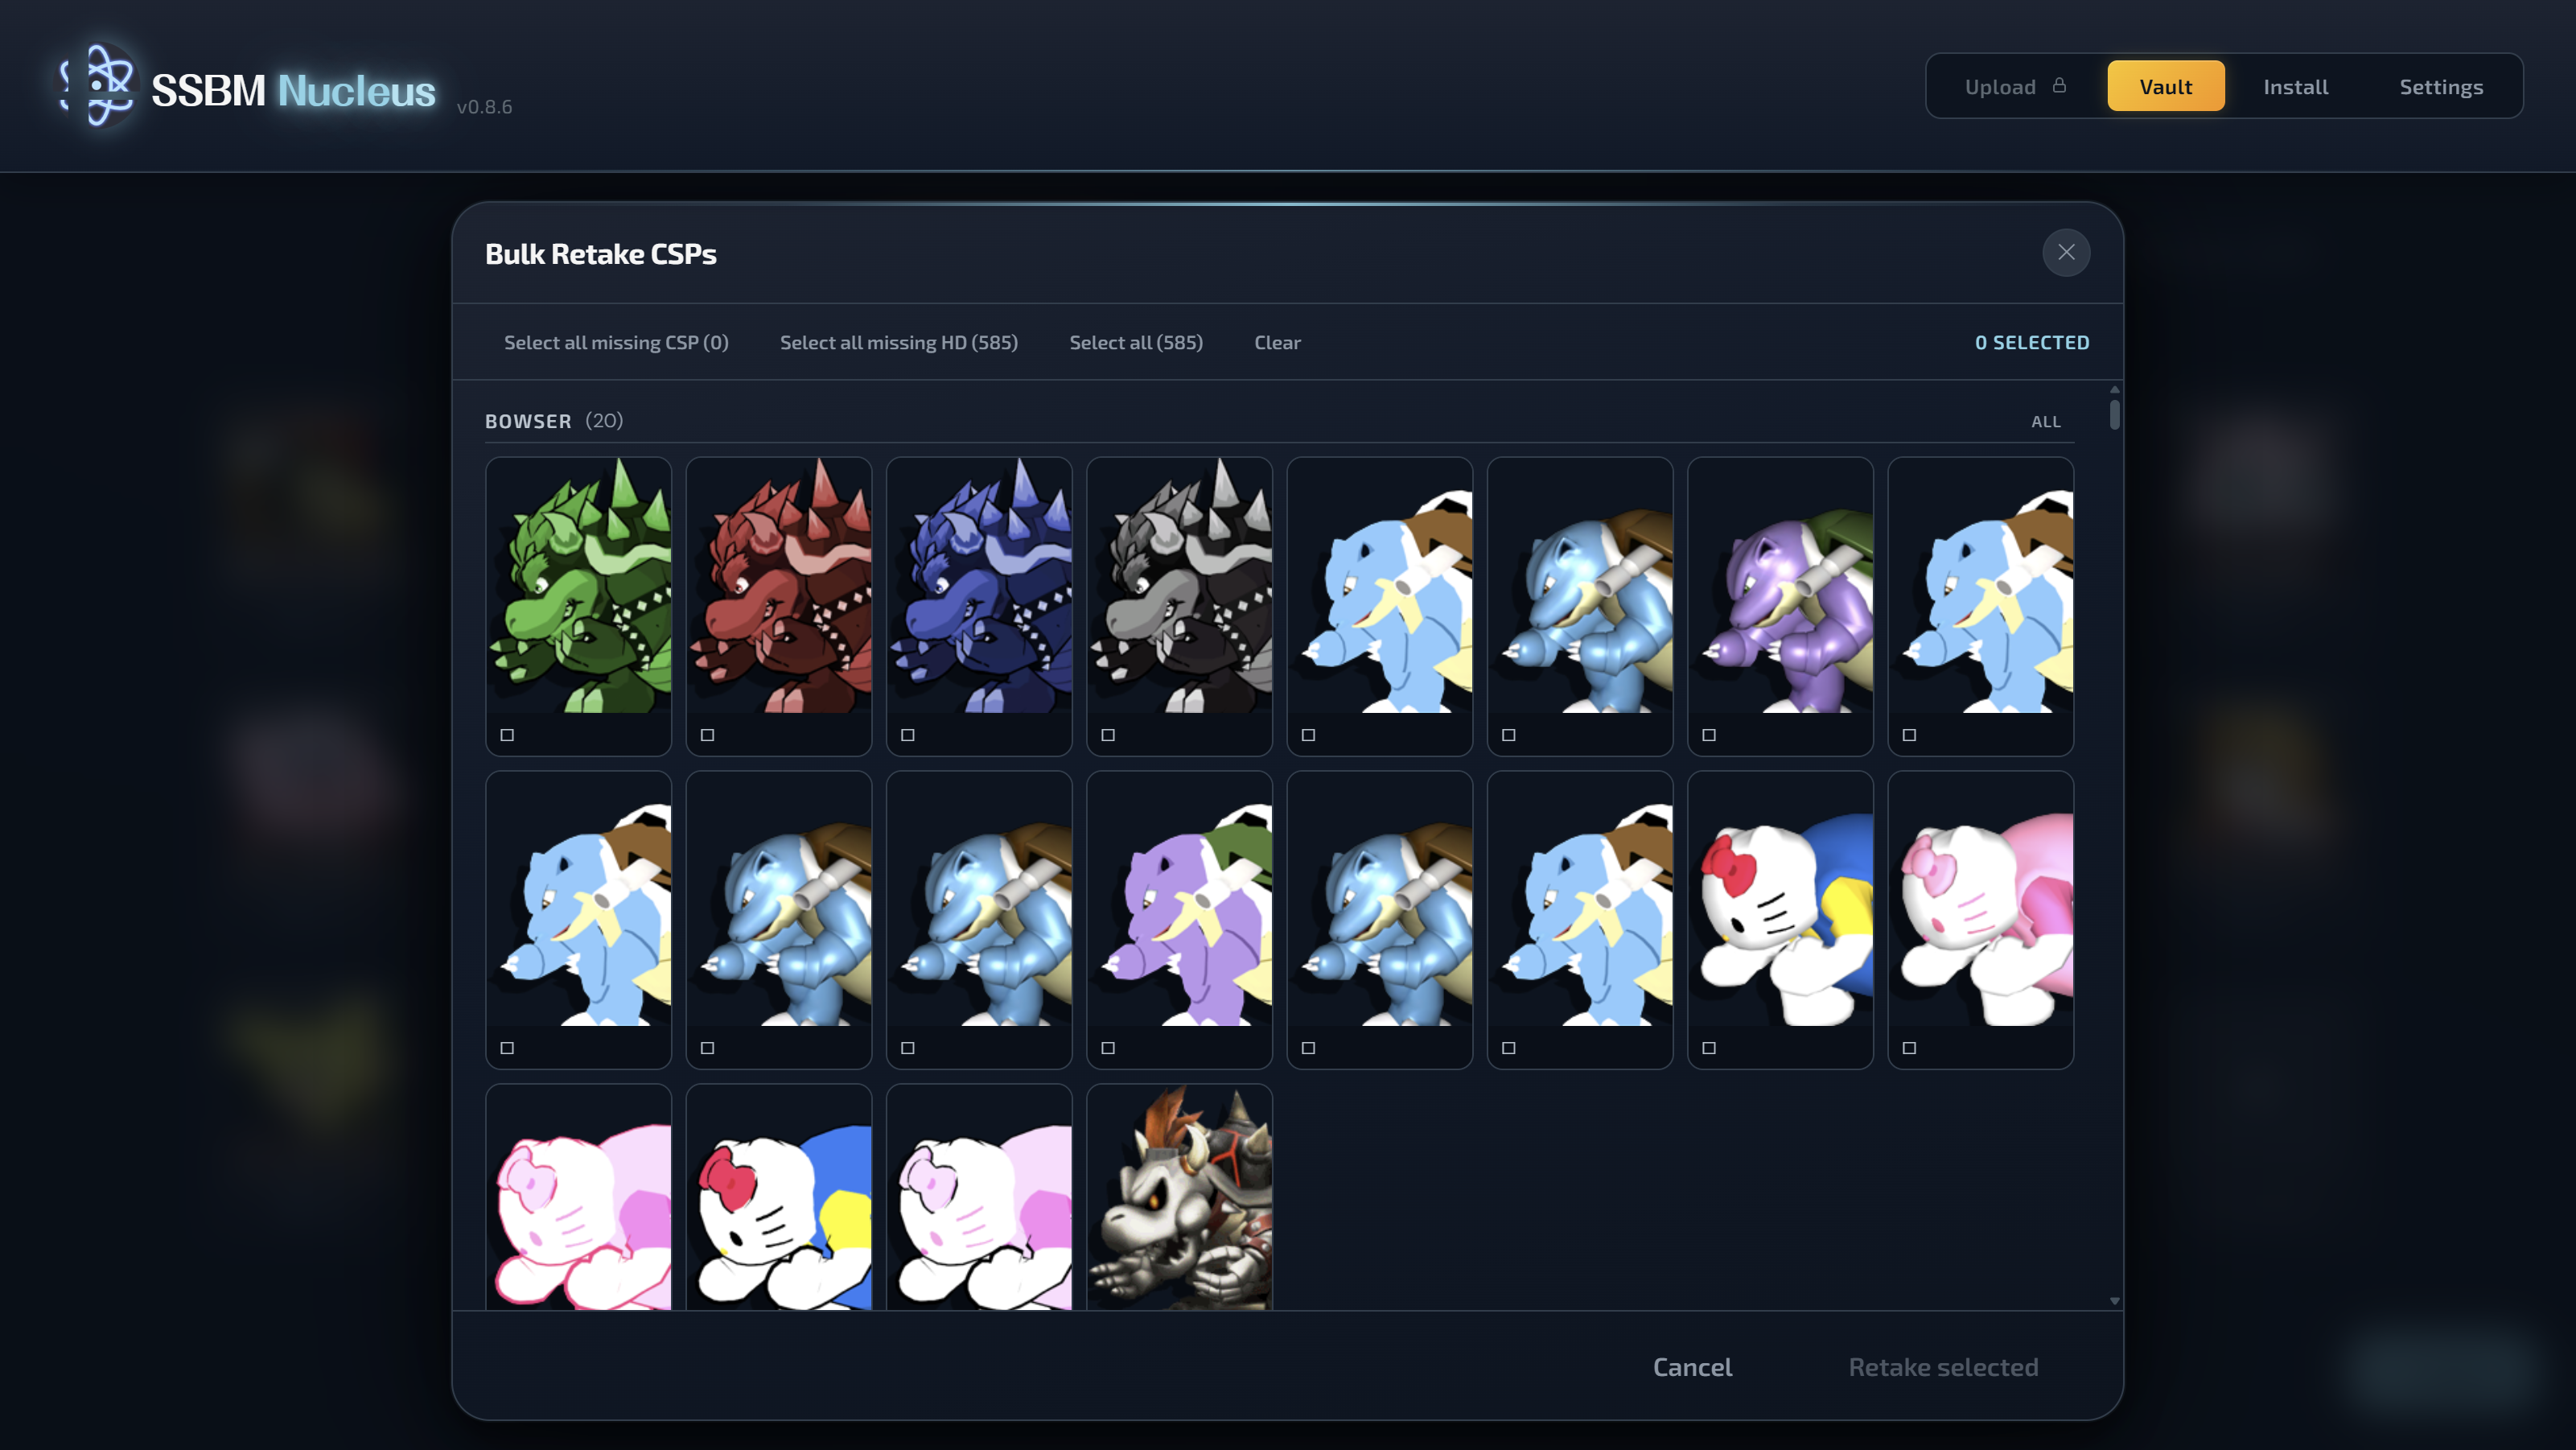 SSBM Nucleus v0.8.6
Upload Vault Install Settings
Bulk Retake CSPs
Select all missing CSP (0) Select all missing HD (585) Select all (585) Clear 0 SELECTED
BOWSER (20) ALL
Cancel Retake selected